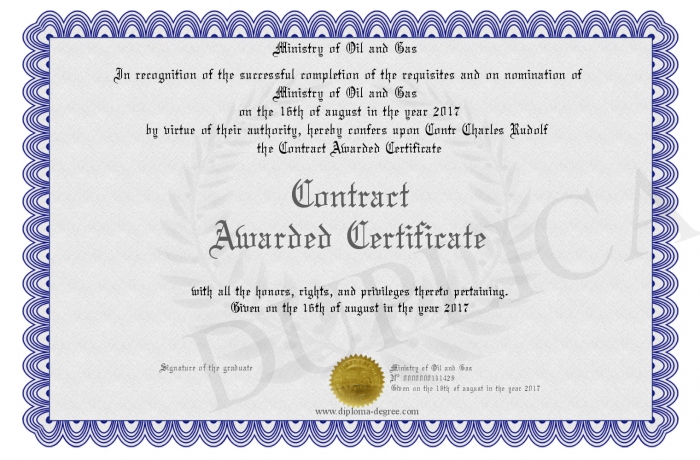 Ministry of Oil and Gas
In recognition of the successful completion of the requisites and on nomination of
Ministry of Oil and Gas
on the 16th of august in the year 2017
by virtue of their authority, hereby confers upon Contr Charles Rudolf
the Contract Awarded Certificate
Contract
Awarded Certificate
with all the honors, rights, and privileges thereto pertaining.
Given on the 16th of august in the year 2017
DUPLICA
Signature of the graduate
Ministry of Oil and Gas
Given on the 18th of august in the year 2017
www.diploma-degree.com